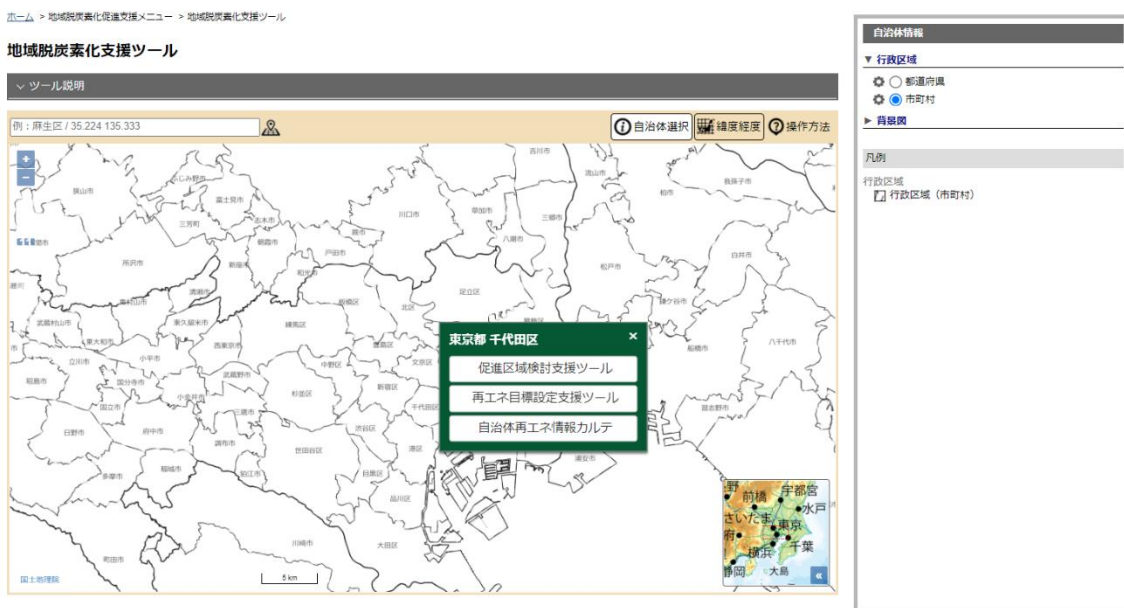 ホーム > 地域脱炭素化促進支援メニュー > 地域脱炭素化支援ツール
地域脱炭素化支援ツール
ツール説明
例：麻生区 / 35.224 135.333
自治体選択
緯度経度
操作方法
吉川市
流山市
我孫子市
柏市
狭山市
ふじみ野市
富士見市
三芳町
志木市
川口市
草加市
三郷市
蕨市
八潮市
朝霞市
戸田市
所沢市
新座市
和光市
松戸市
白井市
清瀬市
足立区
鎌ケ谷市
東村山市
板橋区
北区
武蔵村山市
東久留米市
練馬区
東大和市
西東京市
豊島区
船橋市
八千代市
立川市
小平市
中野区
文京区
昭島市
国分寺市
武蔵野市
杉並区
新宿区
国立市
小金井市
三鷹市
千代田区
習志野市
日野市
府中市
渋谷区
調布市
世田谷区
港区
浦安市
多摩市
稲城市
狛江市
目黒区
品川区
川崎市
大田区
町田市
東京都 千代田区
×
促進区域検討支援ツール
再エネ目標設定支援ツール
自治体再エネ情報カルテ
前橋
宇都宮
水戸
さいたま
東京
横浜
千葉
静岡
大島
«
国土地理院
5 km
自治体情報
▼ 行政区域
都道府県
市町村
▶ 背景図
凡例
行政区域
行政区域（市町村）